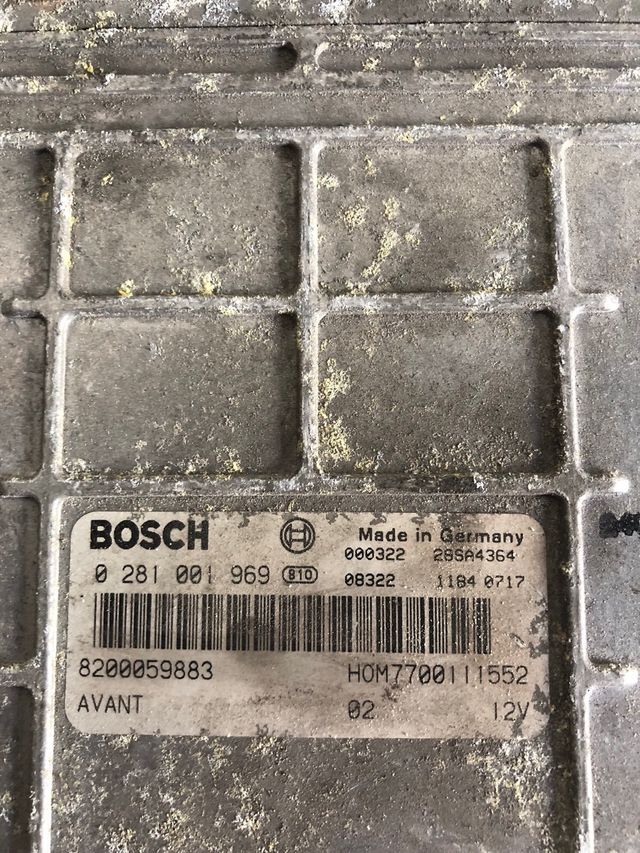 BOSCH
Made in Germany
000322 28SA4364
0 281 001 969 810
08322 1184 0717
8200059883 HOM7700111552
AVANT 02 12V